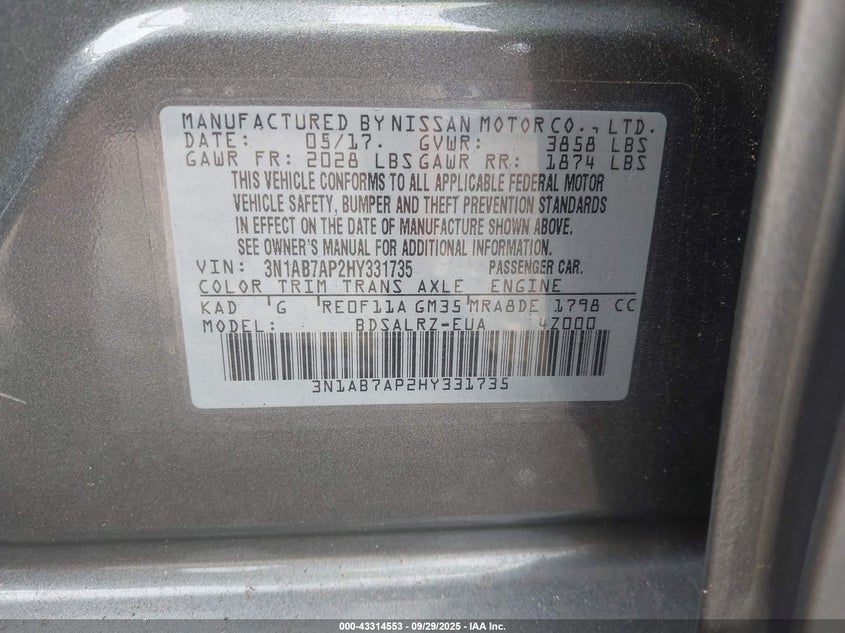 MANUFACTURED BY NISSAN MOTOR CO., LTD.
DATE: 05/17. GVWR: 3858 LBS
GAWR FR: 2028 LBS GAWR RR: 1874 LBS
THIS VEHICLE CONFORMS TO ALL APPLICABLE FEDERAL MOTOR
VEHICLE SAFETY, BUMPER AND THEFT PREVENTION STANDARDS
IN EFFECT ON THE DATE OF MANUFACTURE SHOWN ABOVE.
SEE OWNER'S MANUAL FOR ADDITIONAL INFORMATION.
VIN: 3N1AB7AP2HY331735 PASSENGER CAR.
COLOR TRIM TRANS AXLE ENGINE
KAD G RE0F11A GM35 MRA8DE 1798 CC
MODEL: BDSALRZ-EUA 4Z000
3N1AB7AP2HY331735
000-43314553 - 09/29/2025 - IAA Inc.